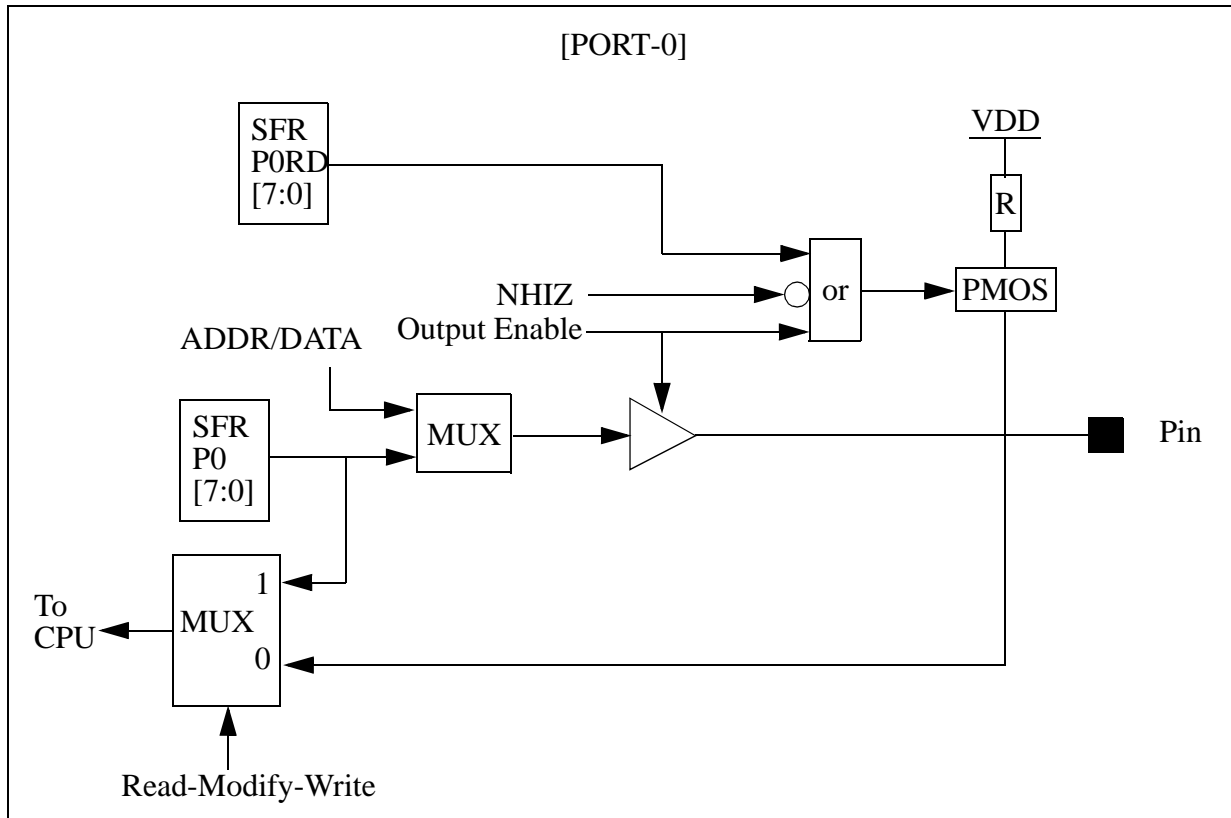 [PORT-0]
SFR
P0RD
[7:0]
VDD
R
NHIZ
or
PMOS
Output Enable
ADDR/DATA
SFR
P0
[7:0]
MUX
Pin
1
To
CPU
MUX
0
Read-Modify-Write